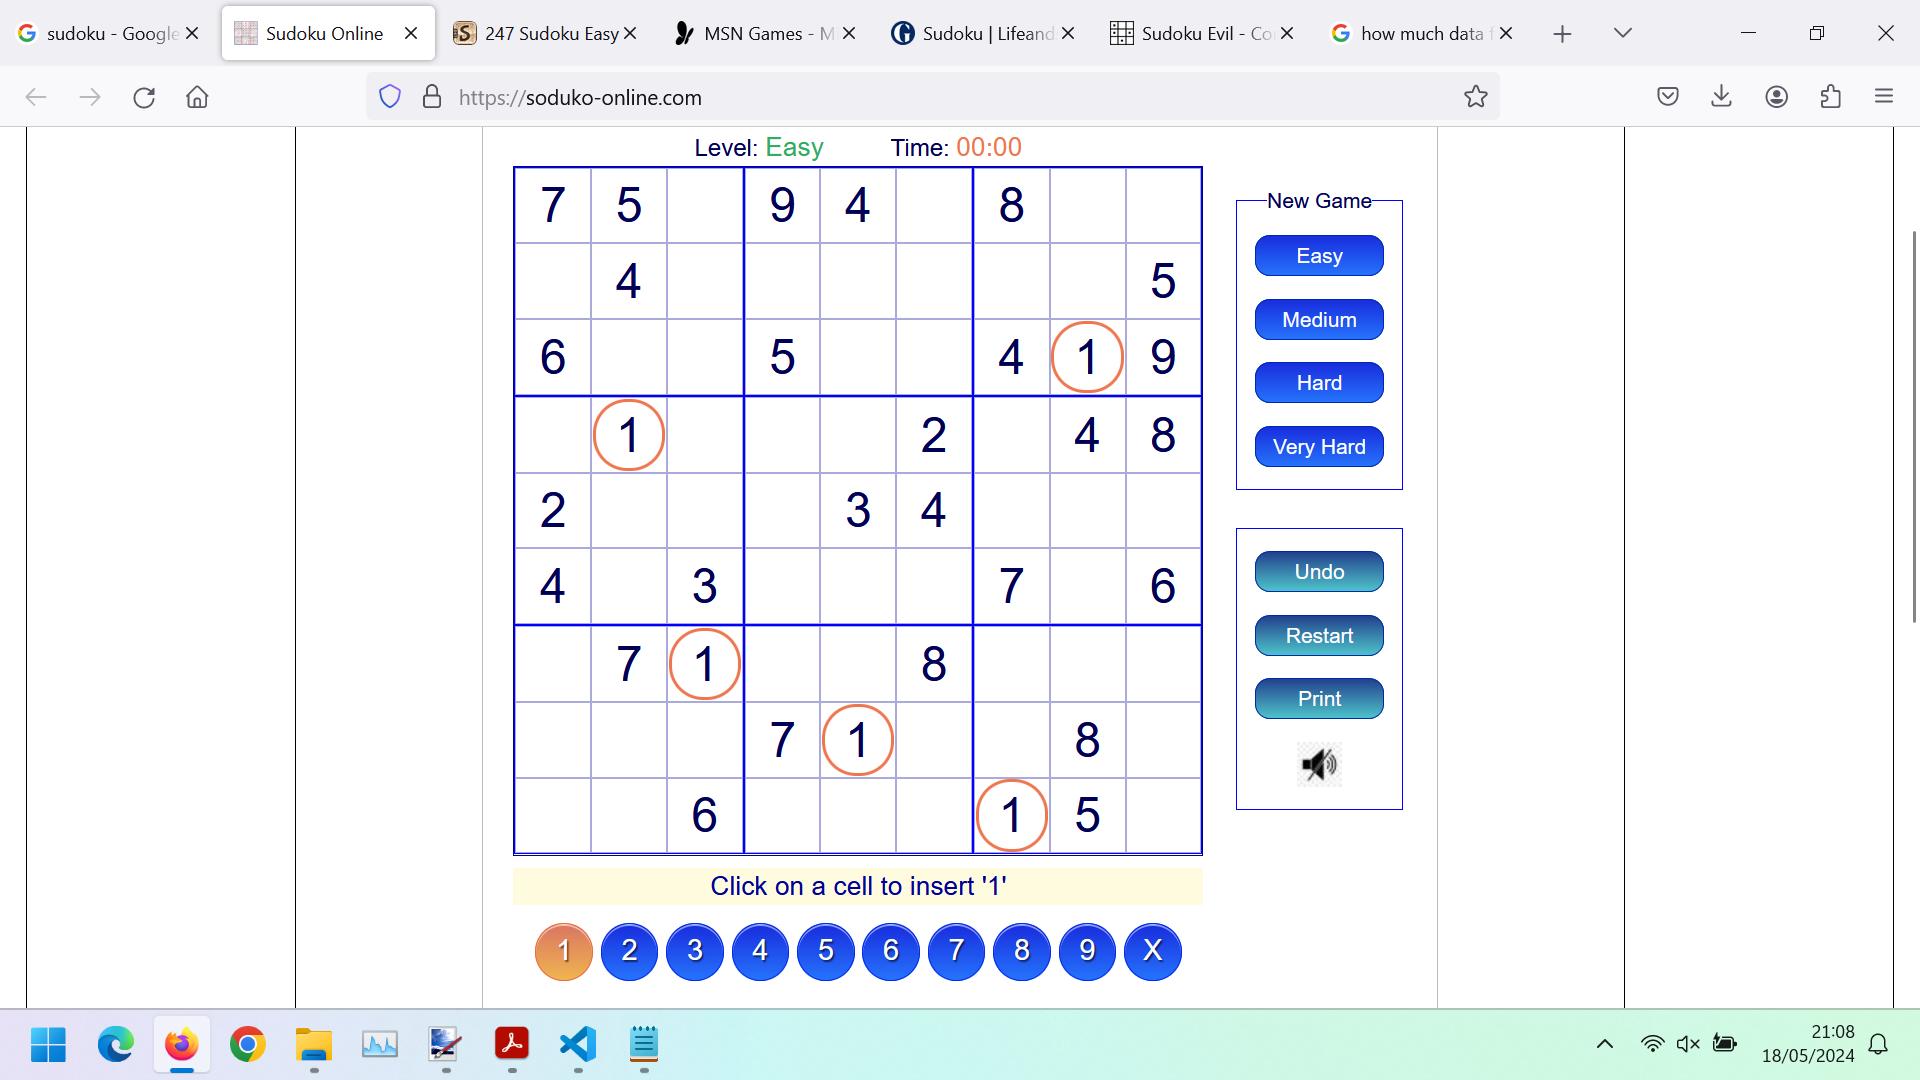 sudoku - Google
Sudoku Online
247 Sudoku Easy
MSN Games - M
Sudoku | Lifeand
Sudoku Evil - Co
how much data f
https://soduko-online.com
Level: Easy Time: 00:00
7 5 9 4 8
4 5
6 5 4 1 9
1 2 4 8
2 3 4
4 3 7 6
7 1 8
7 1 8
6 1 5
Click on a cell to insert '1'
1 2 3 4 5 6 7 8 9 X
New Game
Easy
Medium
Hard
Very Hard
Undo
Restart
Print
21:08
18/05/2024